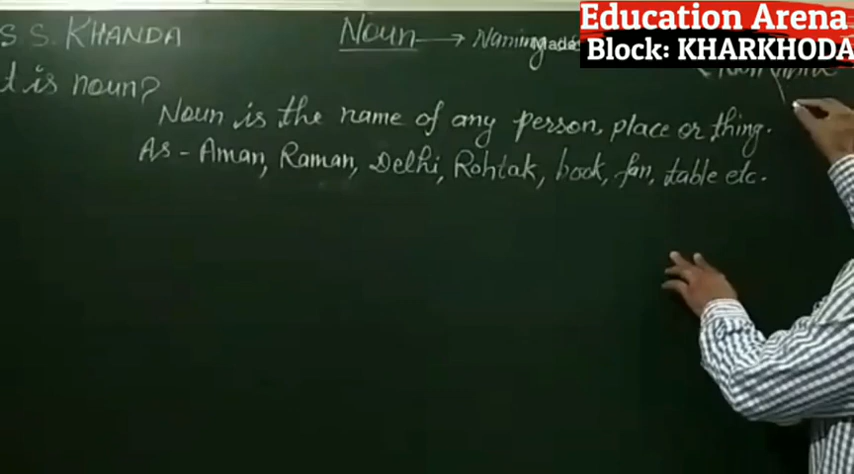 Education Arena
Block: KHARKHODA
S S. KHANDA Noun → Naming
t is noun?
Noun is the name of any person, place or thing.
As - Aman, Raman, Delhi, Rohtak, book, fan, table etc.